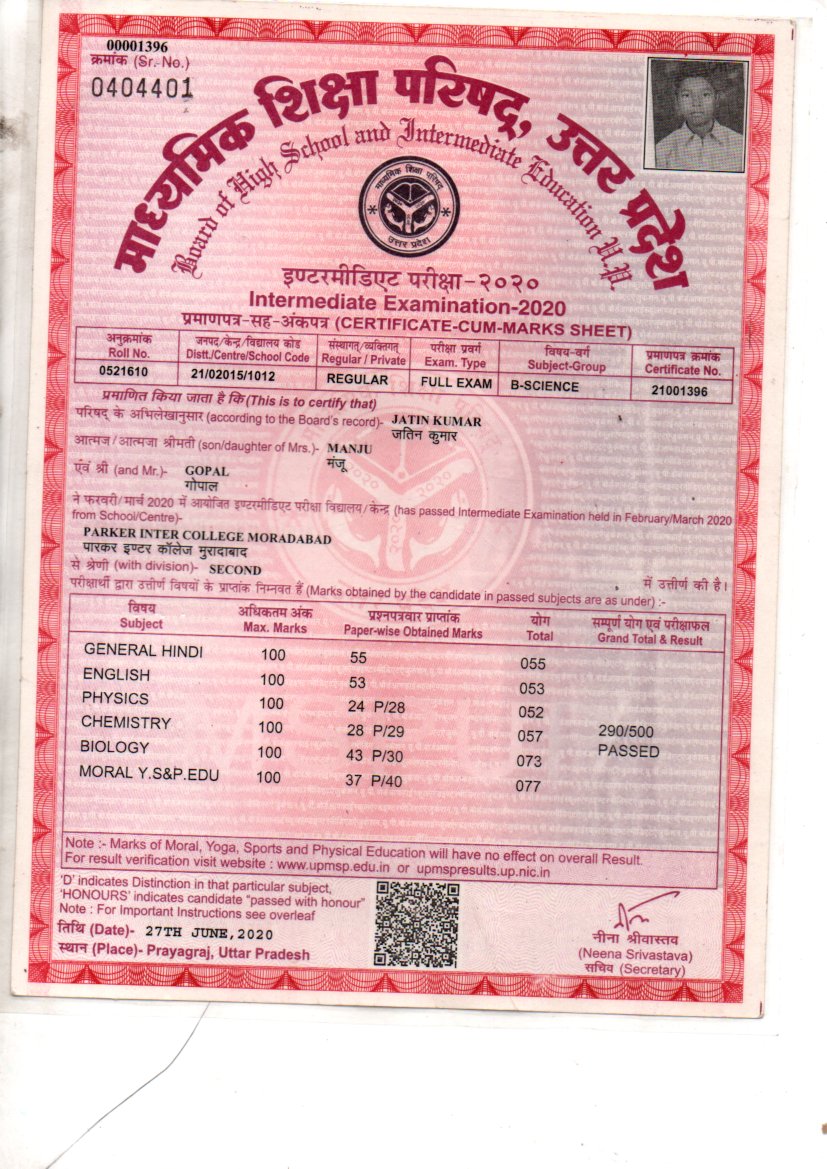 00001396
क्रमांक (Sr. No.)
0404401
माध्यमिक शिक्षा परिषद्, उत्तर प्रदेश
Board of High School and Intermediate Education U.P.
माध्यमिक शिक्षा परिषद
उत्तर प्रदेश
इण्टरमीडिएट परीक्षा-२०२०
Intermediate Examination-2020
प्रमाणपत्र-सह-अंकपत्र (CERTIFICATE-CUM-MARKS SHEET)
अनुक्रमांक जनपद/केन्द्र/विद्यालय कोड संस्थागत/व्यक्तिगत परीक्षा प्रवर्ग विषय-वर्ग प्रमाणपत्र क्रमांक
Roll No. Distt./Centre/School Code Regular / Private Exam. Type Subject-Group Certificate No.
0521610 21/02015/1012 REGULAR FULL EXAM B-SCIENCE 21001396
प्रमाणित किया जाता है कि (This is to certify that)
परिषद् के अभिलेखानुसार (according to the Board's record)- JATIN KUMAR
जतिन कुमार
आत्मज/आत्मजा श्रीमती (son/daughter of Mrs.)- MANJU
मंजू
एवं श्री (and Mr.)- GOPAL
गोपाल
ने फरवरी/मार्च 2020 में आयोजित इण्टरमीडिएट परीक्षा विद्यालय/केन्द्र (has passed Intermediate Examination held in February/March 2020
from School/Centre)-
PARKER INTER COLLEGE MORADABAD
पारकर इण्टर कॉलेज मुरादाबाद
से श्रेणी (with division)- SECOND में उत्तीर्ण की है।
परीक्षार्थी द्वारा उत्तीर्ण विषयों के प्राप्तांक निम्नवत हैं (Marks obtained by the candidate in passed subjects are as under) :-
विषय अधिकतम अंक प्रश्नपत्रवार प्राप्तांक योग सम्पूर्ण योग एवं परीक्षाफल
Subject Max. Marks Paper-wise Obtained Marks Total Grand Total & Result
GENERAL HINDI 100 55 055
ENGLISH 100 53 053
PHYSICS 100 24 P/28 052
CHEMISTRY 100 28 P/29 057 290/500
BIOLOGY 100 43 P/30 073 PASSED
MORAL Y.S&P.EDU 100 37 P/40 077
Note :- Marks of Moral, Yoga, Sports and Physical Education will have no effect on overall Result.
For result verification visit website : www.upmsp.edu.in or upmspresults.up.nic.in
'D' indicates Distinction in that particular subject,
'HONOURS' indicates candidate "passed with honour"
Note : For Important Instructions see overleaf
तिथि (Date)- 27TH JUNE,2020
स्थान (Place)- Prayagraj, Uttar Pradesh
नीना श्रीवास्तव
(Neena Srivastava)
सचिव (Secretary)